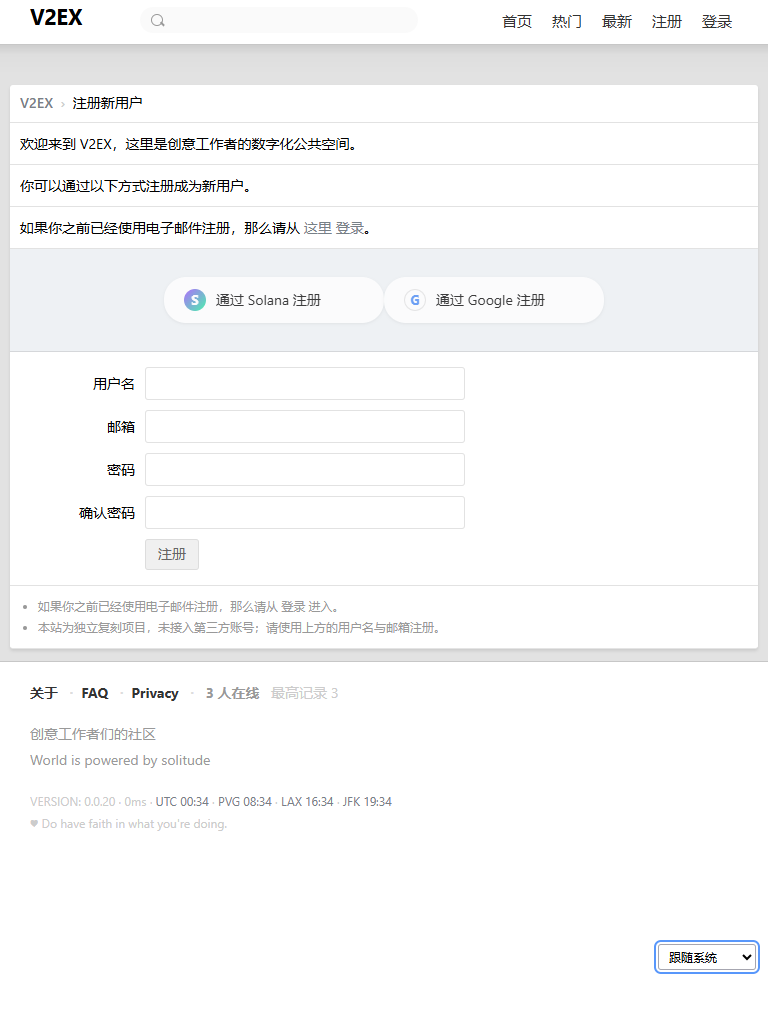 V2EX
首页 热门 最新 注册 登录
V2EX › 注册新用户
欢迎来到 V2EX，这里是创意工作者的数字化公共空间。
你可以通过以下方式注册成为新用户。
如果你之前已经使用电子邮件注册，那么请从 这里 登录。
S 通过 Solana 注册 G 通过 Google 注册
用户名
邮箱
密码
确认密码
注册
• 如果你之前已经使用电子邮件注册，那么请从 登录 进入。
• 本站为独立复刻项目，未接入第三方账号；请使用上方的用户名与邮箱注册。
关于 · FAQ · Privacy · 3 人在线 最高记录 3
创意工作者们的社区
World is powered by solitude
VERSION: 0.0.20 · 0ms · UTC 00:34 · PVG 08:34 · LAX 16:34 · JFK 19:34
♥ Do have faith in what you're doing.
跟随系统